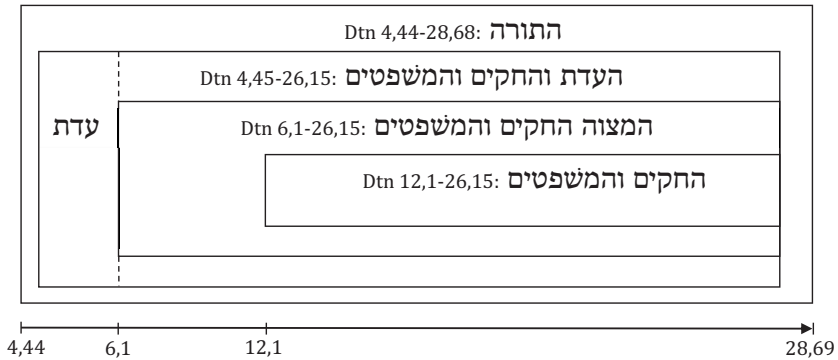 Dtn 4,44-28,68: התורה
Dtn 4,45-26,15: העדת והחקים והמשפטים
עדת
Dtn 6,1-26,15: המצוה החקים והמשפטים
Dtn 12,1-26,15: החקים והמשפטים
4,44 6,1 12,1 28,69